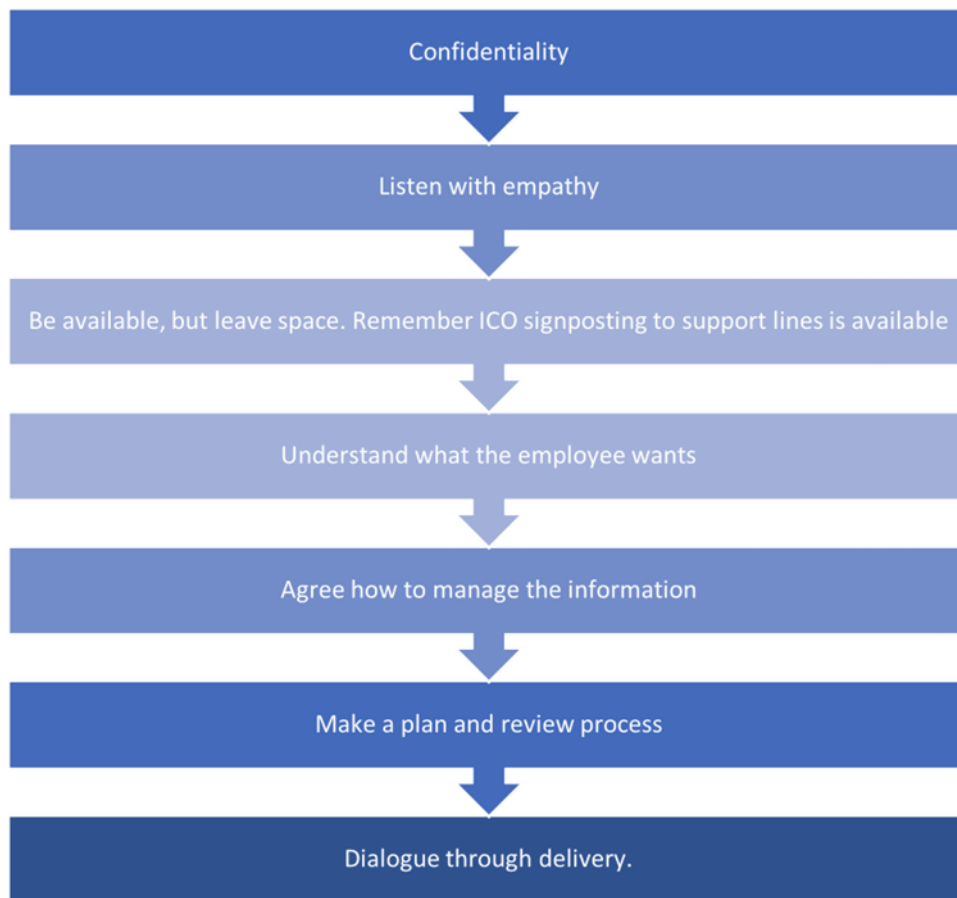 Confidentiality
Listen with empathy
Be available, but leave space. Remember ICO signposting to support lines is available
Understand what the employee wants
Agree how to manage the information
Make a plan and review process
Dialogue through delivery.